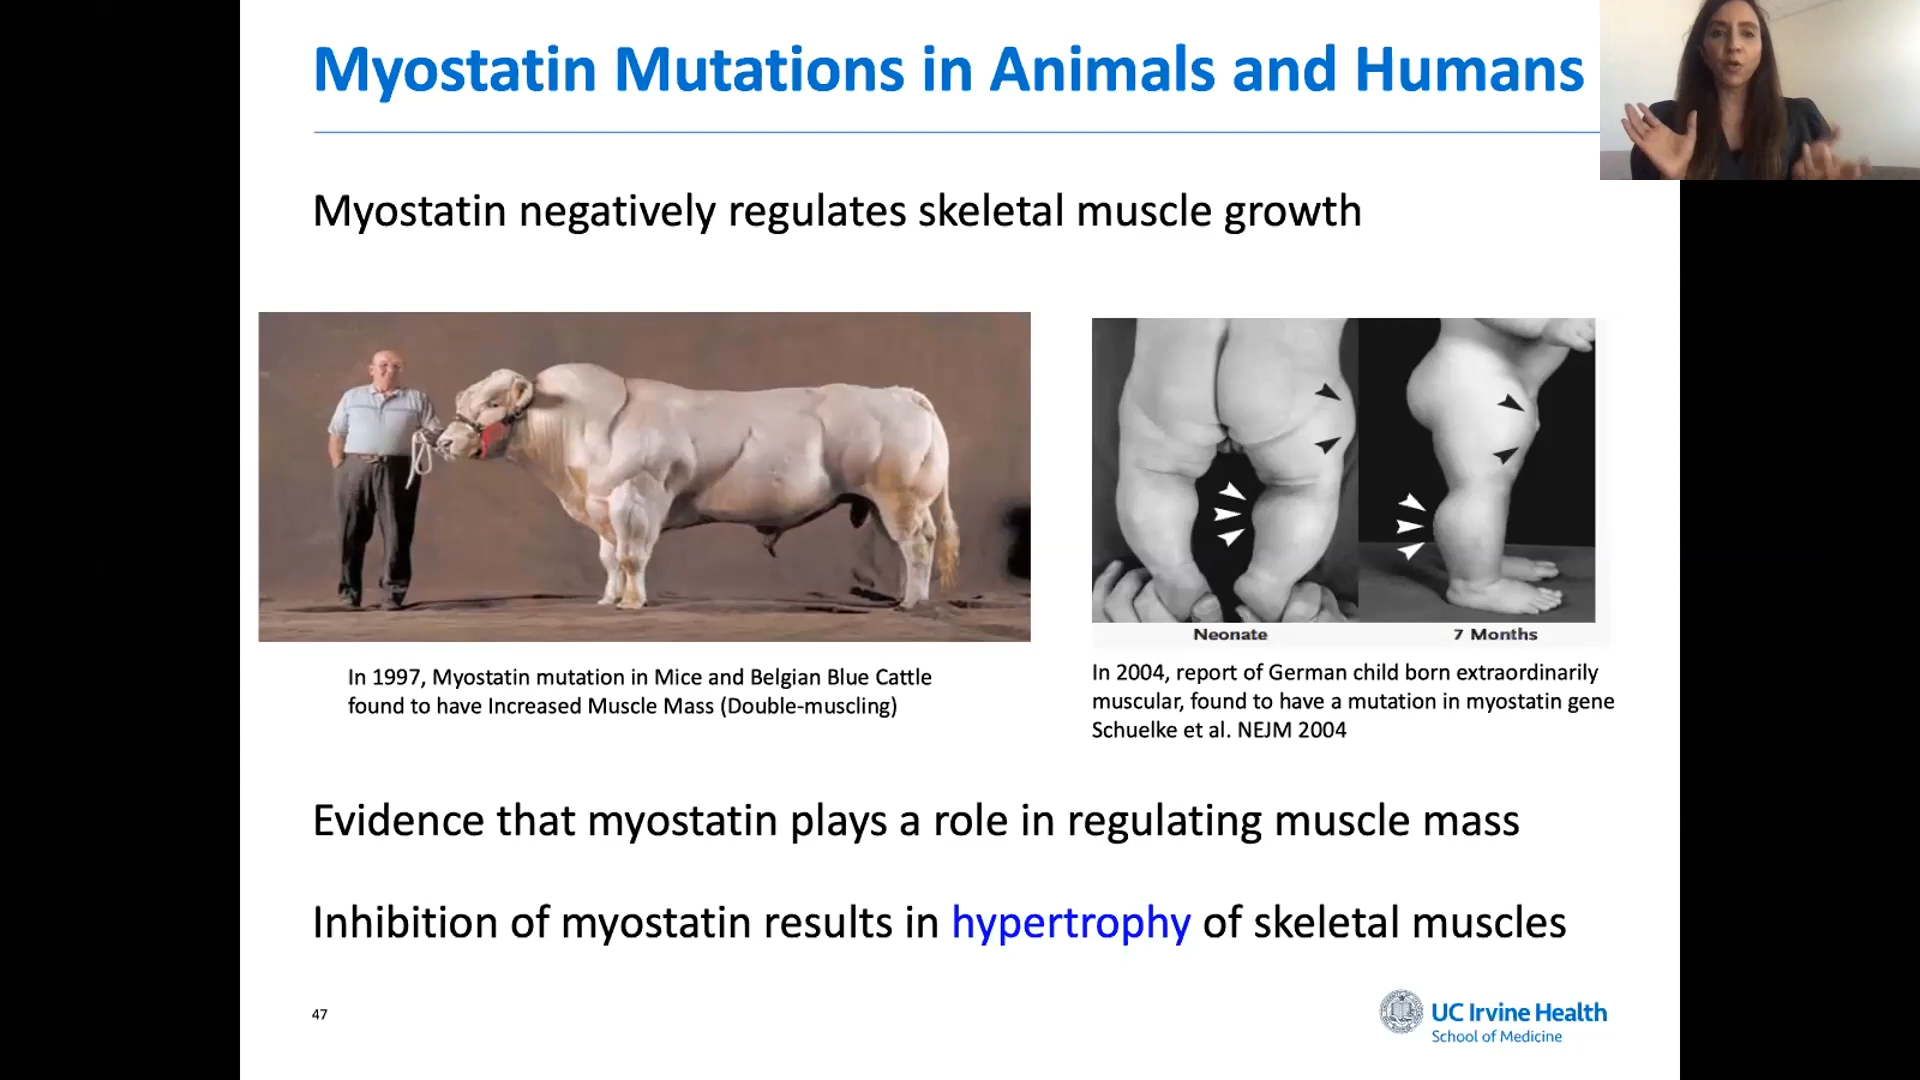 Myostatin Mutations in Animals and Humans
Myostatin negatively regulates skeletal muscle growth
Neonate
7 Months
In 1997, Myostatin mutation in Mice and Belgian Blue Cattle
found to have Increased Muscle Mass (Double-muscling)
In 2004, report of German child born extraordinarily
muscular, found to have a mutation in myostatin gene
Schuelke et al. NEJM 2004
Evidence that myostatin plays a role in regulating muscle mass
Inhibition of myostatin results in hypertrophy of skeletal muscles
47
UC Irvine Health
School of Medicine